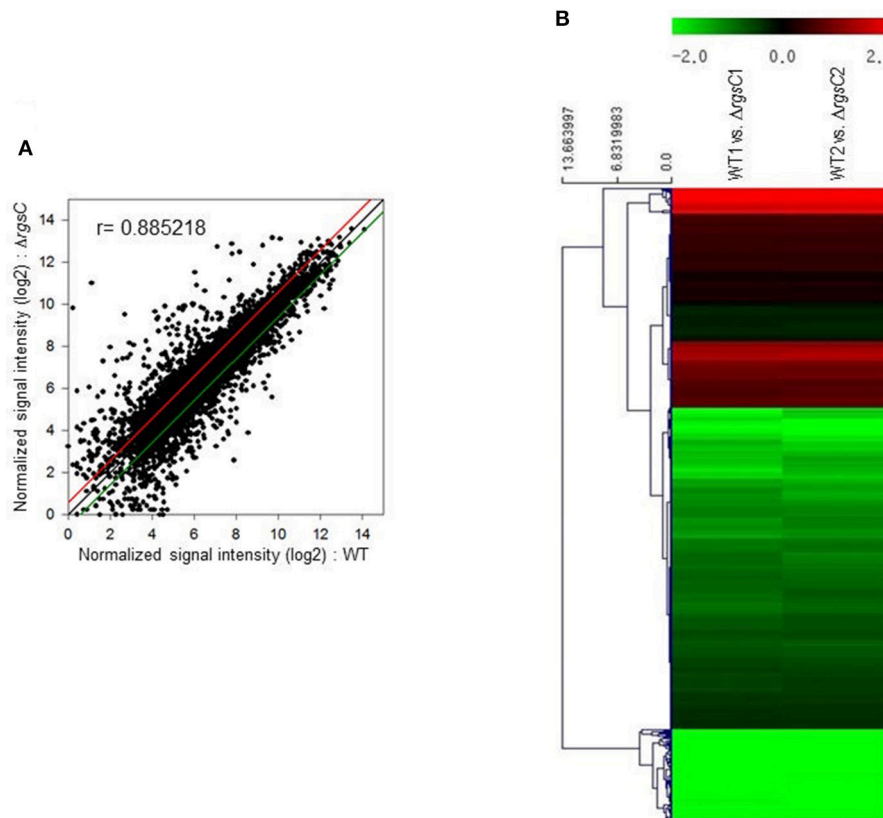 A
r= 0.885218
Normalized signal intensity (log2) : ΔrgsC
14
12
10
8
6
4
2
0
0 2 4 6 8 10 12 14
Normalized signal intensity (log2) : WT
B
-2.0 0.0 2.
13.663997
6.8319983
0.0
WT1 vs. ΔrgsC1
WT2 vs. ΔrgsC2